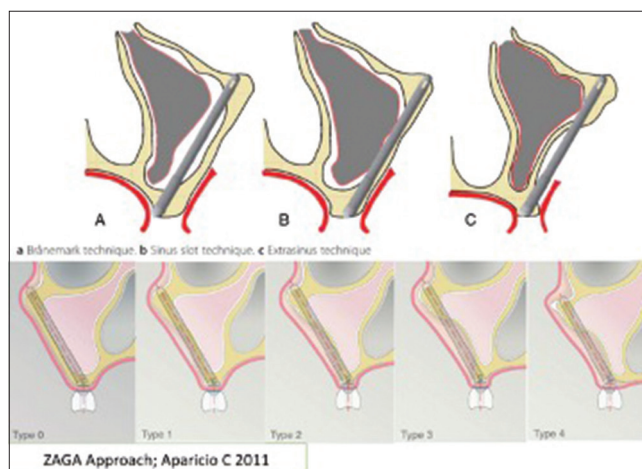 A
B
C
a Brånemark technique. b Sinus slot technique. c Extrasinus technique
Type 0
Type 1
Type 2
Type 3
Type 4
ZAGA Approach; Aparicio C 2011